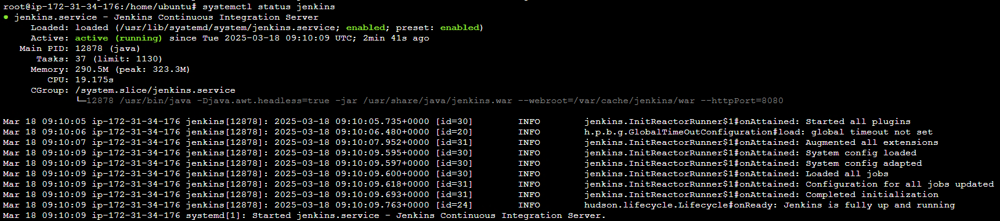 root@ip-172-31-34-176:/home/ubuntu# systemctl status jenkins
● jenkins.service - Jenkins Continuous Integration Server
     Loaded: loaded (/usr/lib/systemd/system/jenkins.service; enabled; preset: enabled)
     Active: active (running) since Tue 2025-03-18 09:10:09 UTC; 2min 41s ago
   Main PID: 12878 (java)
      Tasks: 37 (limit: 1130)
     Memory: 290.5M (peak: 323.3M)
        CPU: 19.175s
     CGroup: /system.slice/jenkins.service
             └─12878 /usr/bin/java -Djava.awt.headless=true -jar /usr/share/java/jenkins.war --webroot=/var/cache/jenkins/war --httpPort=8080

Mar 18 09:10:05 ip-172-31-34-176 jenkins[12878]: 2025-03-18 09:10:05.735+0000 [id=30]        INFO        jenkins.InitReactorRunner$1#onAttained: Started all plugins
Mar 18 09:10:06 ip-172-31-34-176 jenkins[12878]: 2025-03-18 09:10:06.480+0000 [id=20]        INFO        h.p.b.g.GlobalTimeOutConfiguration#load: global timeout not set
Mar 18 09:10:07 ip-172-31-34-176 jenkins[12878]: 2025-03-18 09:10:07.952+0000 [id=31]        INFO        jenkins.InitReactorRunner$1#onAttained: Augmented all extensions
Mar 18 09:10:09 ip-172-31-34-176 jenkins[12878]: 2025-03-18 09:10:09.595+0000 [id=30]        INFO        jenkins.InitReactorRunner$1#onAttained: System config loaded
Mar 18 09:10:09 ip-172-31-34-176 jenkins[12878]: 2025-03-18 09:10:09.597+0000 [id=30]        INFO        jenkins.InitReactorRunner$1#onAttained: System config adapted
Mar 18 09:10:09 ip-172-31-34-176 jenkins[12878]: 2025-03-18 09:10:09.600+0000 [id=30]        INFO        jenkins.InitReactorRunner$1#onAttained: Loaded all jobs
Mar 18 09:10:09 ip-172-31-34-176 jenkins[12878]: 2025-03-18 09:10:09.618+0000 [id=31]        INFO        jenkins.InitReactorRunner$1#onAttained: Configuration for all jobs updated
Mar 18 09:10:09 ip-172-31-34-176 jenkins[12878]: 2025-03-18 09:10:09.693+0000 [id=31]        INFO        jenkins.InitReactorRunner$1#onAttained: Completed initialization
Mar 18 09:10:09 ip-172-31-34-176 jenkins[12878]: 2025-03-18 09:10:09.763+0000 [id=24]        INFO        hudson.lifecycle.Lifecycle#onReady: Jenkins is fully up and running
Mar 18 09:10:09 ip-172-31-34-176 systemd[1]: Started jenkins.service - Jenkins Continuous Integration Server.